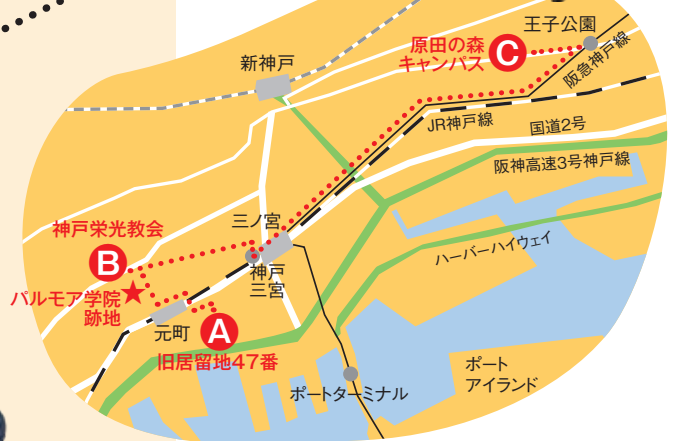 王子公園
原田の森
キャンパス
C
阪急神戸線
新神戸
JR神戸線
国道2号
阪神高速3号神戸線
三ノ宮
神戸栄光教会
B
ハーバーハイウェイ
神戸
三宮
パルモア学院
跡地
元町
A
旧居留地47番
ポート
アイランド
ポートターミナル